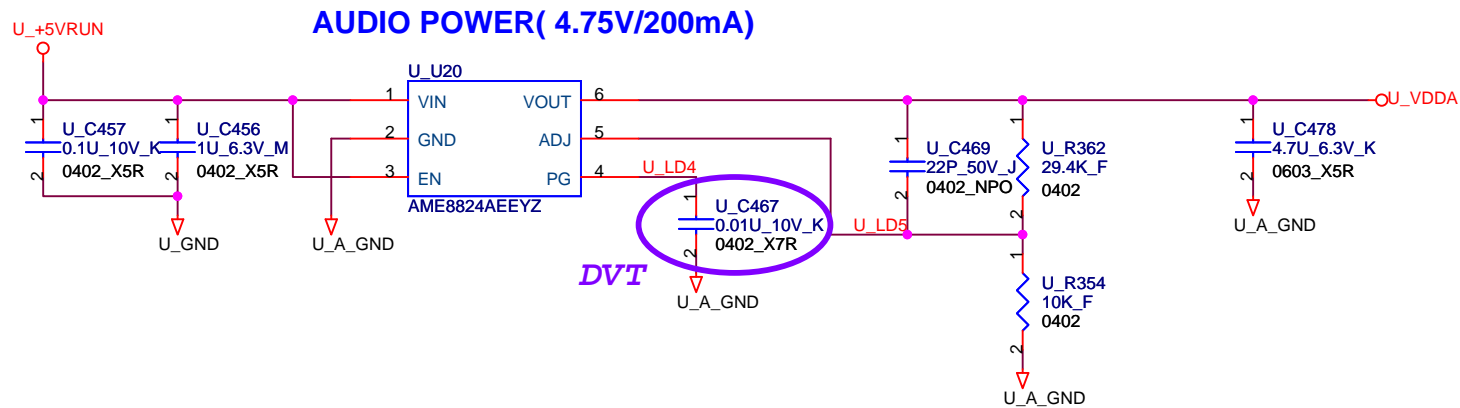 AUDIO POWER( 4.75V/200mA)
U_+5VRUN
U_U20
1 VIN VOUT 6
2 GND ADJ 5
3 EN PG 4
AME8824AEEYZ
U_VDDA
1
U_C457
0.1U_10V_K
0402_X5R
2
1
U_C456
1U_6.3V_M
0402_X5R
2
U_GND
U_A_GND
U_LD4
1
U_C467
0.01U_10V_K
0402_X7R
2
DVT
U_A_GND
U_LD5
1
U_C469
22P_50V_J
0402_NPO
2
1
U_R362
29.4K_F
0402
2
1
U_R354
10K_F
0402
2
U_A_GND
1
U_C478
4.7U_6.3V_K
0603_X5R
2
U_A_GND